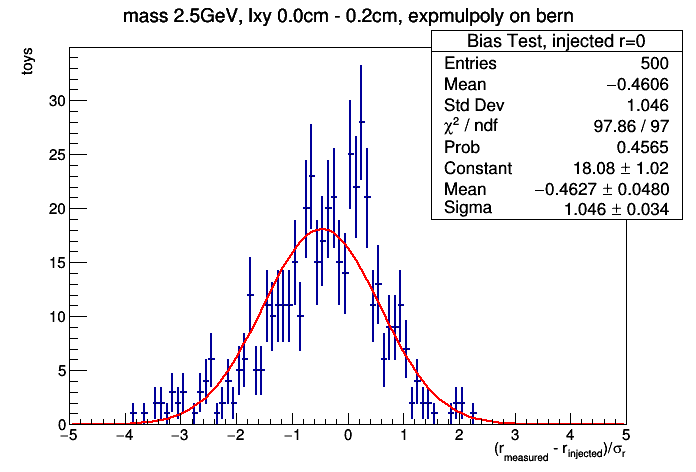 mass 2.5GeV, lxy 0.0cm - 0.2cm, expmulpoly on bern
Bias Test, injected r=0
Entries 500
Mean −0.4606
Std Dev 1.046
χ² / ndf 97.86 / 97
Prob 0.4565
Constant 18.08 ± 1.02
Mean −0.4627 ± 0.0480
Sigma 1.046 ± 0.034
toys
30
25
20
15
10
5
0
−5 −4 −3 −2 −1 0 1 2 3 4 5
(r_measured - r_injected)/σ_r